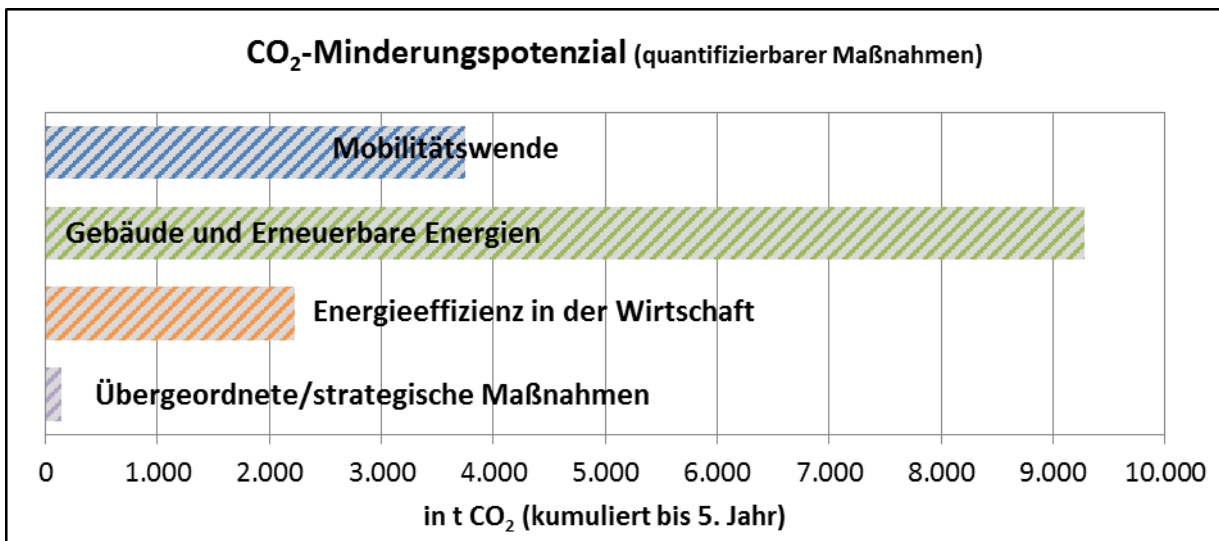 CO₂-Minderungspotenzial (quantifizierbarer Maßnahmen)
Mobilitätswende
Gebäude und Erneuerbare Energien
Energieeffizienz in der Wirtschaft
Übergeordnete/strategische Maßnahmen
0 1.000 2.000 3.000 4.000 5.000 6.000 7.000 8.000 9.000 10.000
in t CO₂ (kumuliert bis 5. Jahr)